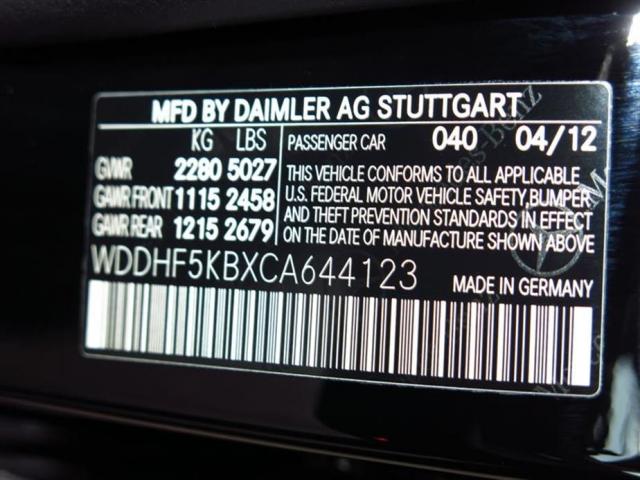 MFD BY DAIMLER AG STUTTGART
KG LBS PASSENGER CAR 040 04/12
GVWR 2280 5027 THIS VEHICLE CONFORMS TO ALL APPLICABLE
GAWR FRONT 1115 2458 U.S. FEDERAL MOTOR VEHICLE SAFETY, BUMPER
GAWR REAR 1215 2679 AND THEFT PREVENTION STANDARDS IN EFFECT
ON THE DATE OF MANUFACTURE SHOWN ABOVE
WDDHF5KBXCA644123
MADE IN GERMANY